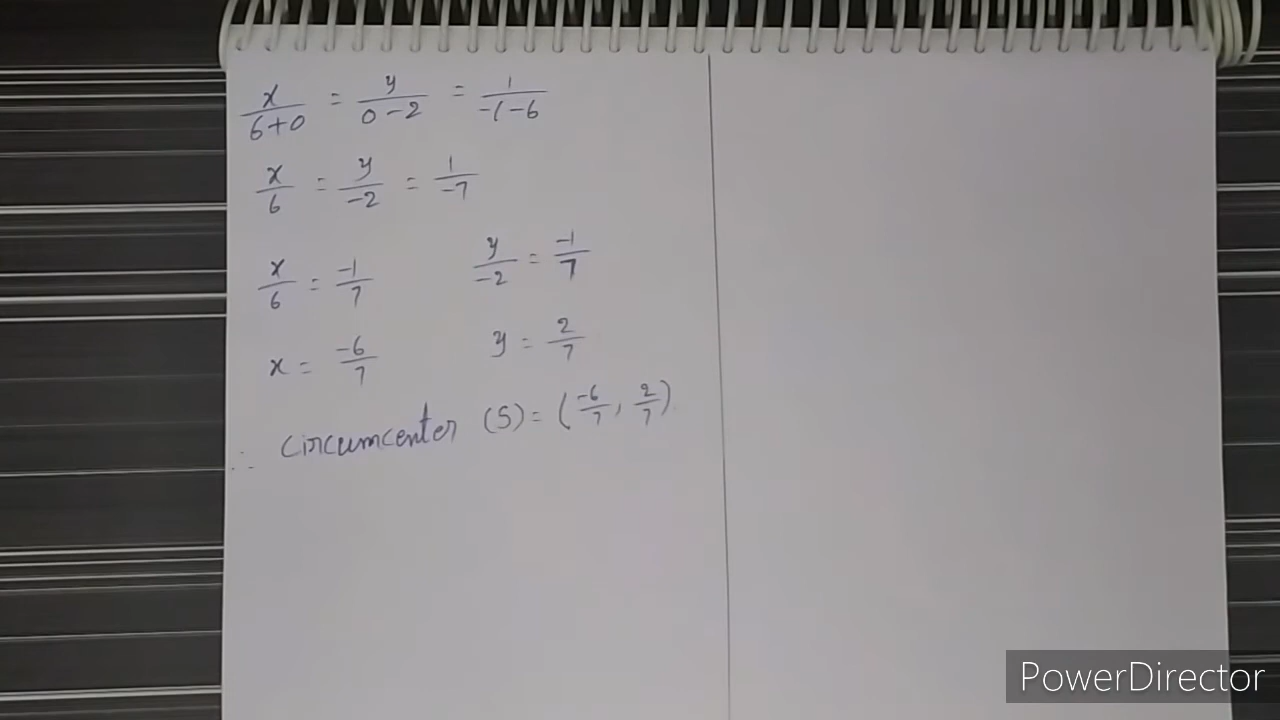 x/(6+0) = y/(0-2) = 1/(-1-6)
x/6 = y/-2 = 1/-7
x/6 = -1/7 y/-2 = -1/7
x = -6/7 y = 2/7
∴ Circumcenter (S) = (-6/7, 2/7).
PowerDirector